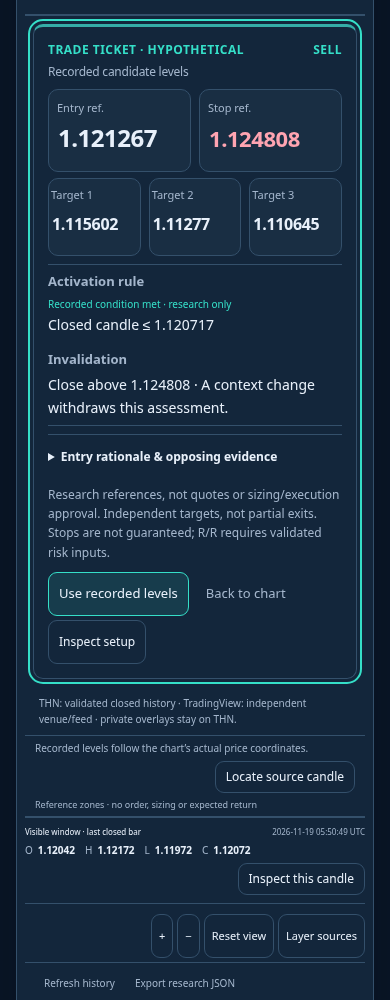 TRADE TICKET · HYPOTHETICAL SELL
Recorded candidate levels
Entry ref. Stop ref.
1.121267 1.124808
Target 1 Target 2 Target 3
1.115602 1.11277 1.110645
Activation rule
Recorded condition met · research only
Closed candle ≤ 1.120717
Invalidation
Close above 1.124808 · A context change
withdraws this assessment.
▶ Entry rationale & opposing evidence
Research references, not quotes or sizing/execution
approval. Independent targets, not partial exits.
Stops are not guaranteed; R/R requires validated
risk inputs.
Use recorded levels Back to chart
Inspect setup
THN: validated closed history · TradingView: independent
venue/feed · private overlays stay on THN.
Recorded levels follow the chart's actual price coordinates.
Locate source candle
Reference zones · no order, sizing or expected return
Visible window · last closed bar 2026-11-19 05:50:49 UTC
O 1.12042 H 1.12172 L 1.11972 C 1.12072
Inspect this candle
+ − Reset view Layer sources
Refresh history Export research JSON